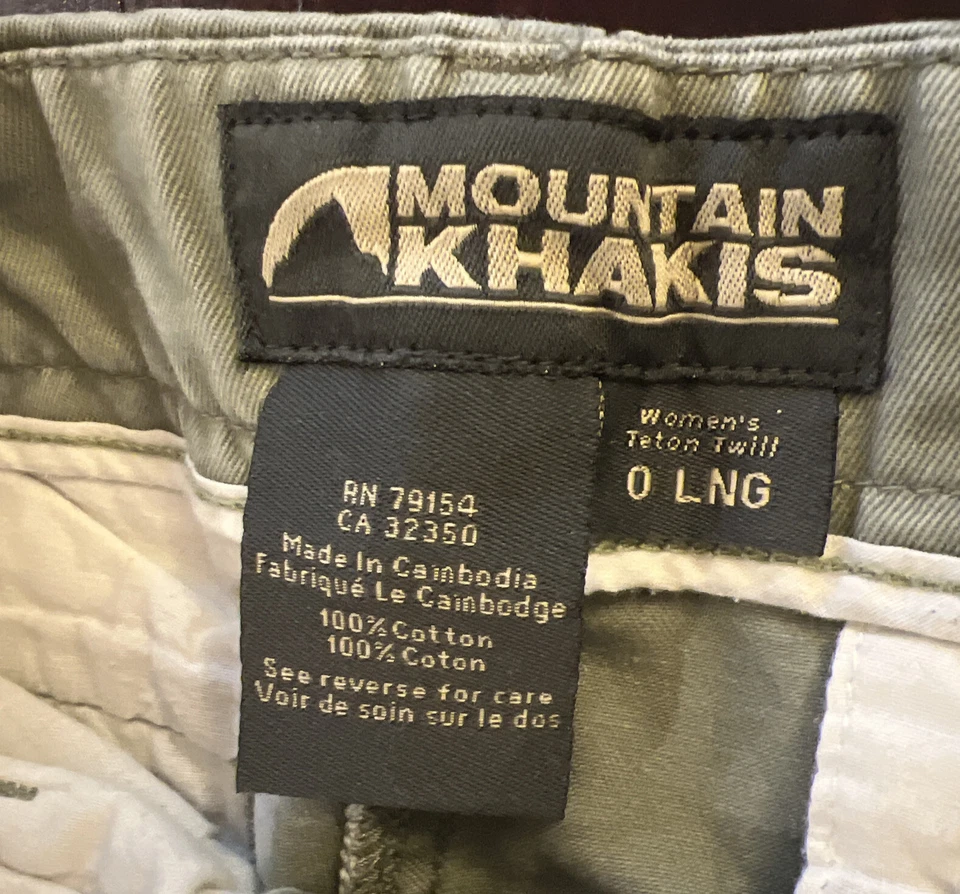 MOUNTAIN
KHAKIS
Women's
Teton Twill
0 LNG
RN 79154
CA 32350
Made In Cambodia
Fabriqué Le Cambodge
100% Cotton
100% Coton
See reverse for care
Voir de soin sur le dos